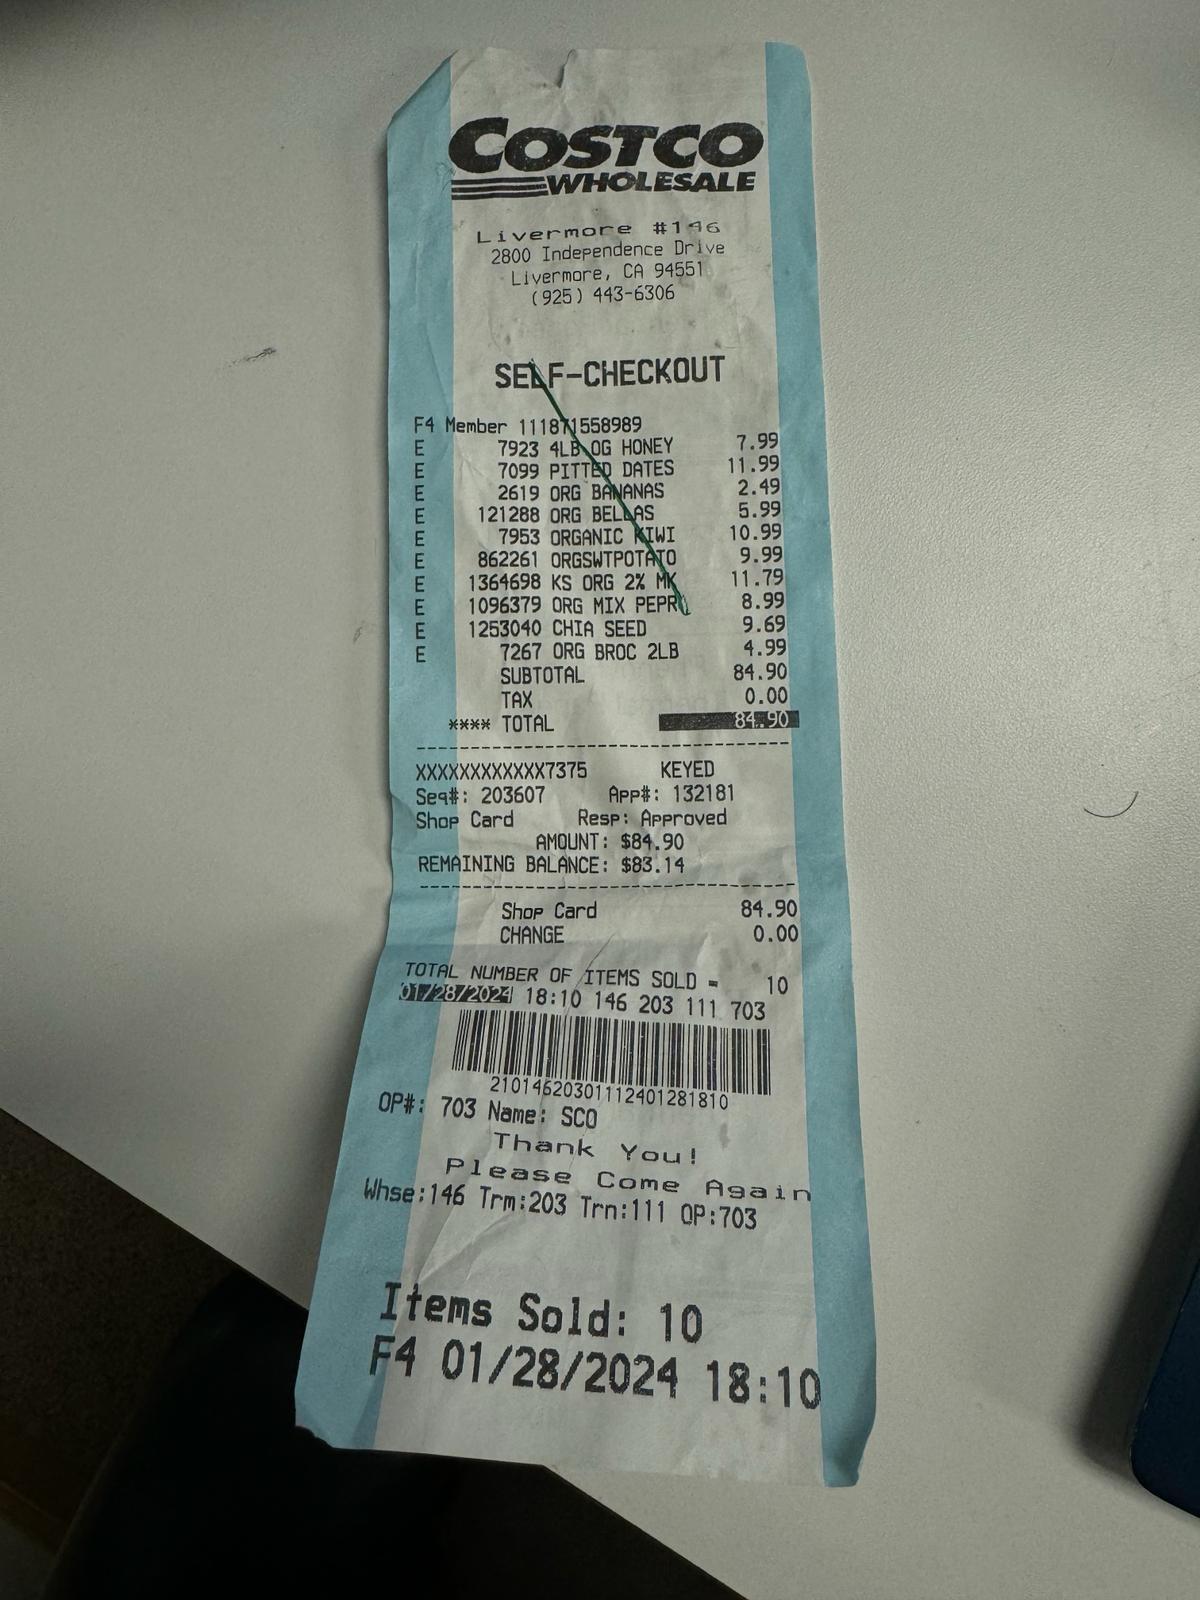 COSTCO
WHOLESALE
Livermore #146
2800 Independence Drive
Livermore, CA 94551
(925) 443-6306
SELF-CHECKOUT
F4 Member 111871558989
E 7923 4LB OG HONEY 7.99
E 7099 PITTED DATES 11.99
E 2619 ORG BANANAS 2.49
E 121288 ORG BELLAS 5.99
E 7953 ORGANIC KIWI 10.99
E 862261 ORGSWTPOTATO 9.99
E 1364698 KS ORG 2% MK 11.79
E 1096379 ORG MIX PEPR 8.99
E 1253040 CHIA SEED 9.69
E 7267 ORG BROC 2LB 4.99
SUBTOTAL 84.90
TAX 0.00
**** TOTAL 84.90
XXXXXXXXXXXX7375 KEYED
Seq#: 203607 App#: 132181
Shop Card Resp: Approved
AMOUNT: $84.90
REMAINING BALANCE: $83.14
Shop Card 84.90
CHANGE 0.00
TOTAL NUMBER OF ITEMS SOLD = 10
01/28/2024 18:10 146 203 111 703
21014620301112401281810
OP#: 703 Name: SCO
Thank You!
Please Come Again
Whse:146 Trm:203 Trn:111 OP:703
Items Sold: 10
F4 01/28/2024 18:10